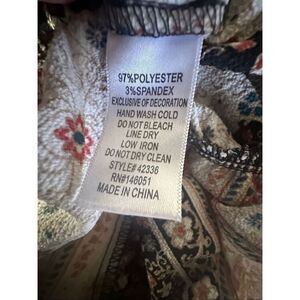 97%POLYESTER
3%SPANDEX
EXCLUSIVE OF DECORATION
HAND WASH COLD
DO NOT BLEACH
LINE DRY
LOW IRON
DO NOT DRY CLEAN
STYLE# 42336
RN#146051
MADE IN CHINA